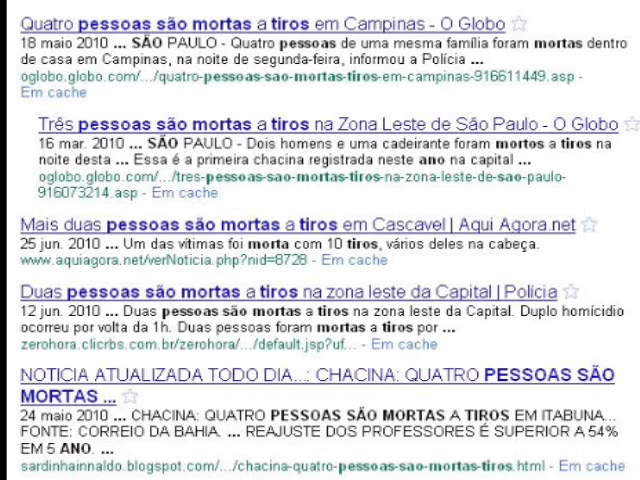 Quatro pessoas são mortas a tiros em Campinas - O Globo
18 maio 2010 ... SÃO PAULO - Quatro pessoas de uma mesma família foram mortas dentro
de casa em Campinas, na noite de segunda-feira, informou a Polícia ...
oglobo.globo.com/.../quatro-pessoas-sao-mortas-tiros-em-campinas-916611449.asp -
Em cache
Três pessoas são mortas a tiros na Zona Leste de São Paulo - O Globo
16 mar. 2010 ... SÃO PAULO - Dois homens e uma cadeirante foram mortos a tiros na
noite desta ... Essa é a primeira chacina registrada neste ano na capital ...
oglobo.globo.com/.../tres-pessoas-sao-mortas-tiros-na-zona-leste-de-sao-paulo-
916073214.asp - Em cache
Mais duas pessoas são mortas a tiros em Cascavel | Aqui Agora.net
25 jun. 2010 ... Um das vítimas foi morta com 10 tiros, vários deles na cabeça.
www.aquiagora.net/verNoticia.php?nid=8728 - Em cache
Duas pessoas são mortas a tiros na zona leste da Capital | Polícia
12 jun. 2010 ... Duas pessoas são mortas a tiros na zona leste da Capital. Duplo homícidio
ocorreu por volta da 1h. Duas pessoas foram mortas a tiros por ...
zerohora.clicrbs.com.br/zerohora/.../default.jsp?uf... - Em cache
NOTICIA ATUALIZADA TODO DIA...: CHACINA: QUATRO PESSOAS SÃO
MORTAS ...
24 maio 2010 ... CHACINA: QUATRO PESSOAS SÃO MORTAS A TIROS EM ITABUNA...
FONTE: CORREIO DA BAHIA. ... REAJUSTE DOS PROFESSORES É SUPERIOR A 54%
EM 5 ANO. ...
sardinhainnaldo.blogspot.com/.../chacina-quatro-pessoas-sao-mortas-tiros.html - Em cache